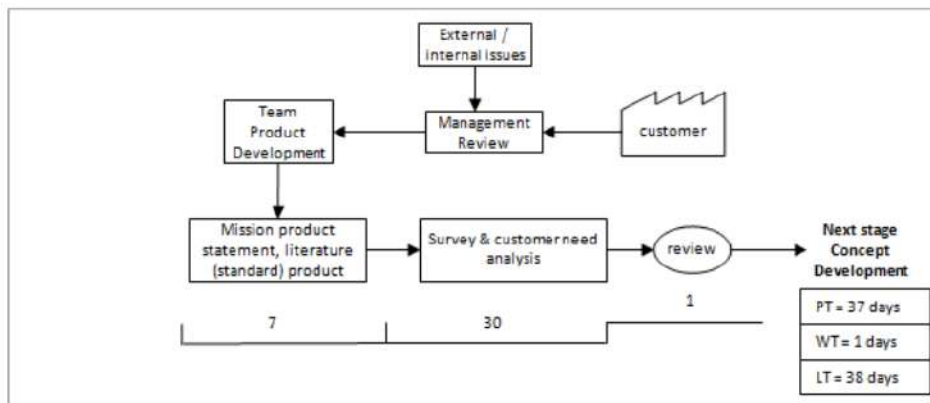 External /
internal issues
Team
Product
Development
Management
Review
customer
Mission product
statement, literature
(standard) product
Survey & customer need
analysis
review
Next stage
Concept
Development
7
30
1
PT = 37 days
WT= 1 days
LT = 38 days